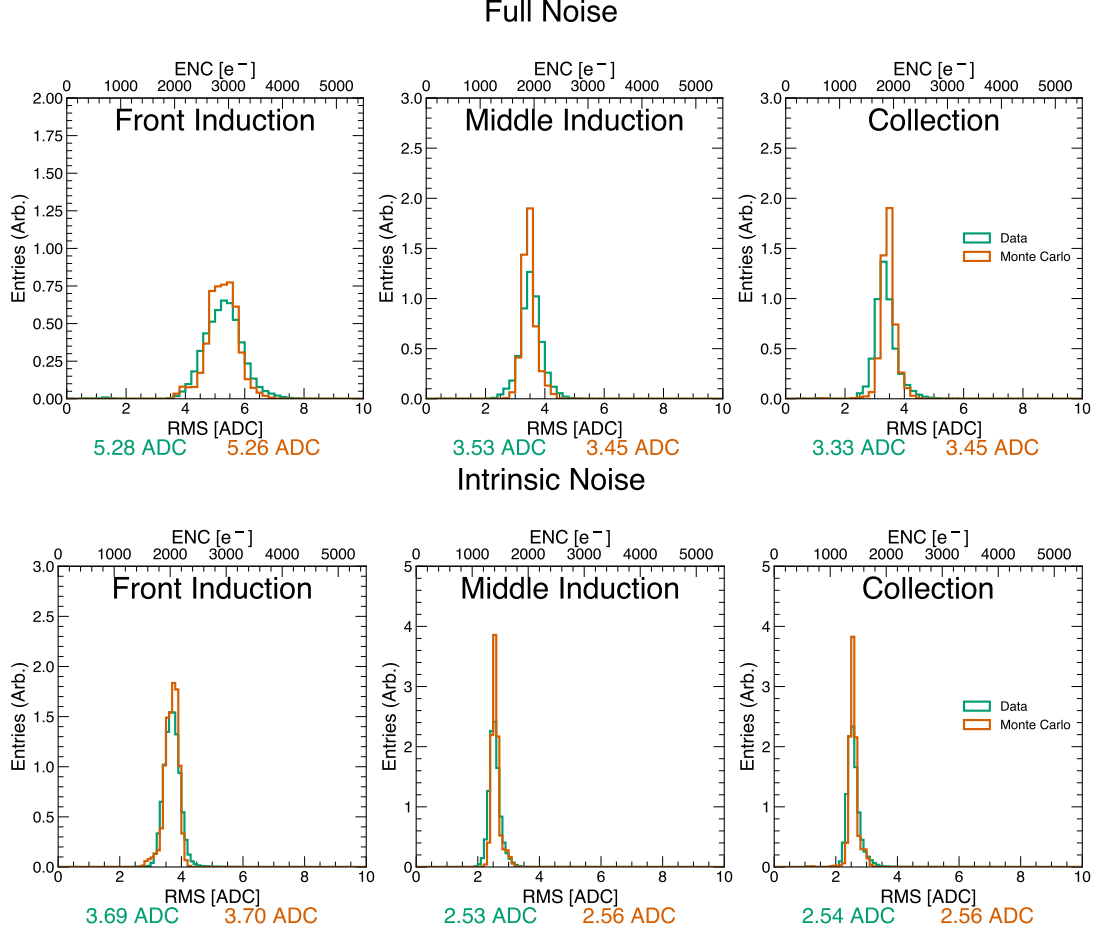 Full Noise
ENC [e⁻] ENC [e⁻] ENC [e⁻]
0 1000 2000 3000 4000 5000 0 1000 2000 3000 4000 5000 0 1000 2000 3000 4000 5000
Front Induction Middle Induction Collection
2.00 1.75 1.50 1.25 1.00 0.75 0.50 0.25 0.00
3.0 2.5 2.0 1.5 1.0 0.5 0.0
3.0 2.5 2.0 1.5 1.0 0.5 0.0
Entries (Arb.) Entries (Arb.) Entries (Arb.)
Data
Monte Carlo
0 2 4 6 8 10 0 2 4 6 8 10 0 2 4 6 8 10
RMS [ADC] RMS [ADC] RMS [ADC]
5.28 ADC 5.26 ADC 3.53 ADC 3.45 ADC 3.33 ADC 3.45 ADC
Intrinsic Noise
ENC [e⁻] ENC [e⁻] ENC [e⁻]
0 1000 2000 3000 4000 5000 0 1000 2000 3000 4000 5000 0 1000 2000 3000 4000 5000
Front Induction Middle Induction Collection
3.0 2.5 2.0 1.5 1.0 0.5 0.0
5 4 3 2 1 0
5 4 3 2 1 0
Entries (Arb.) Entries (Arb.) Entries (Arb.)
Data
Monte Carlo
0 2 4 6 8 10 0 2 4 6 8 10 0 2 4 6 8 10
RMS [ADC] RMS [ADC] RMS [ADC]
3.69 ADC 3.70 ADC 2.53 ADC 2.56 ADC 2.54 ADC 2.56 ADC